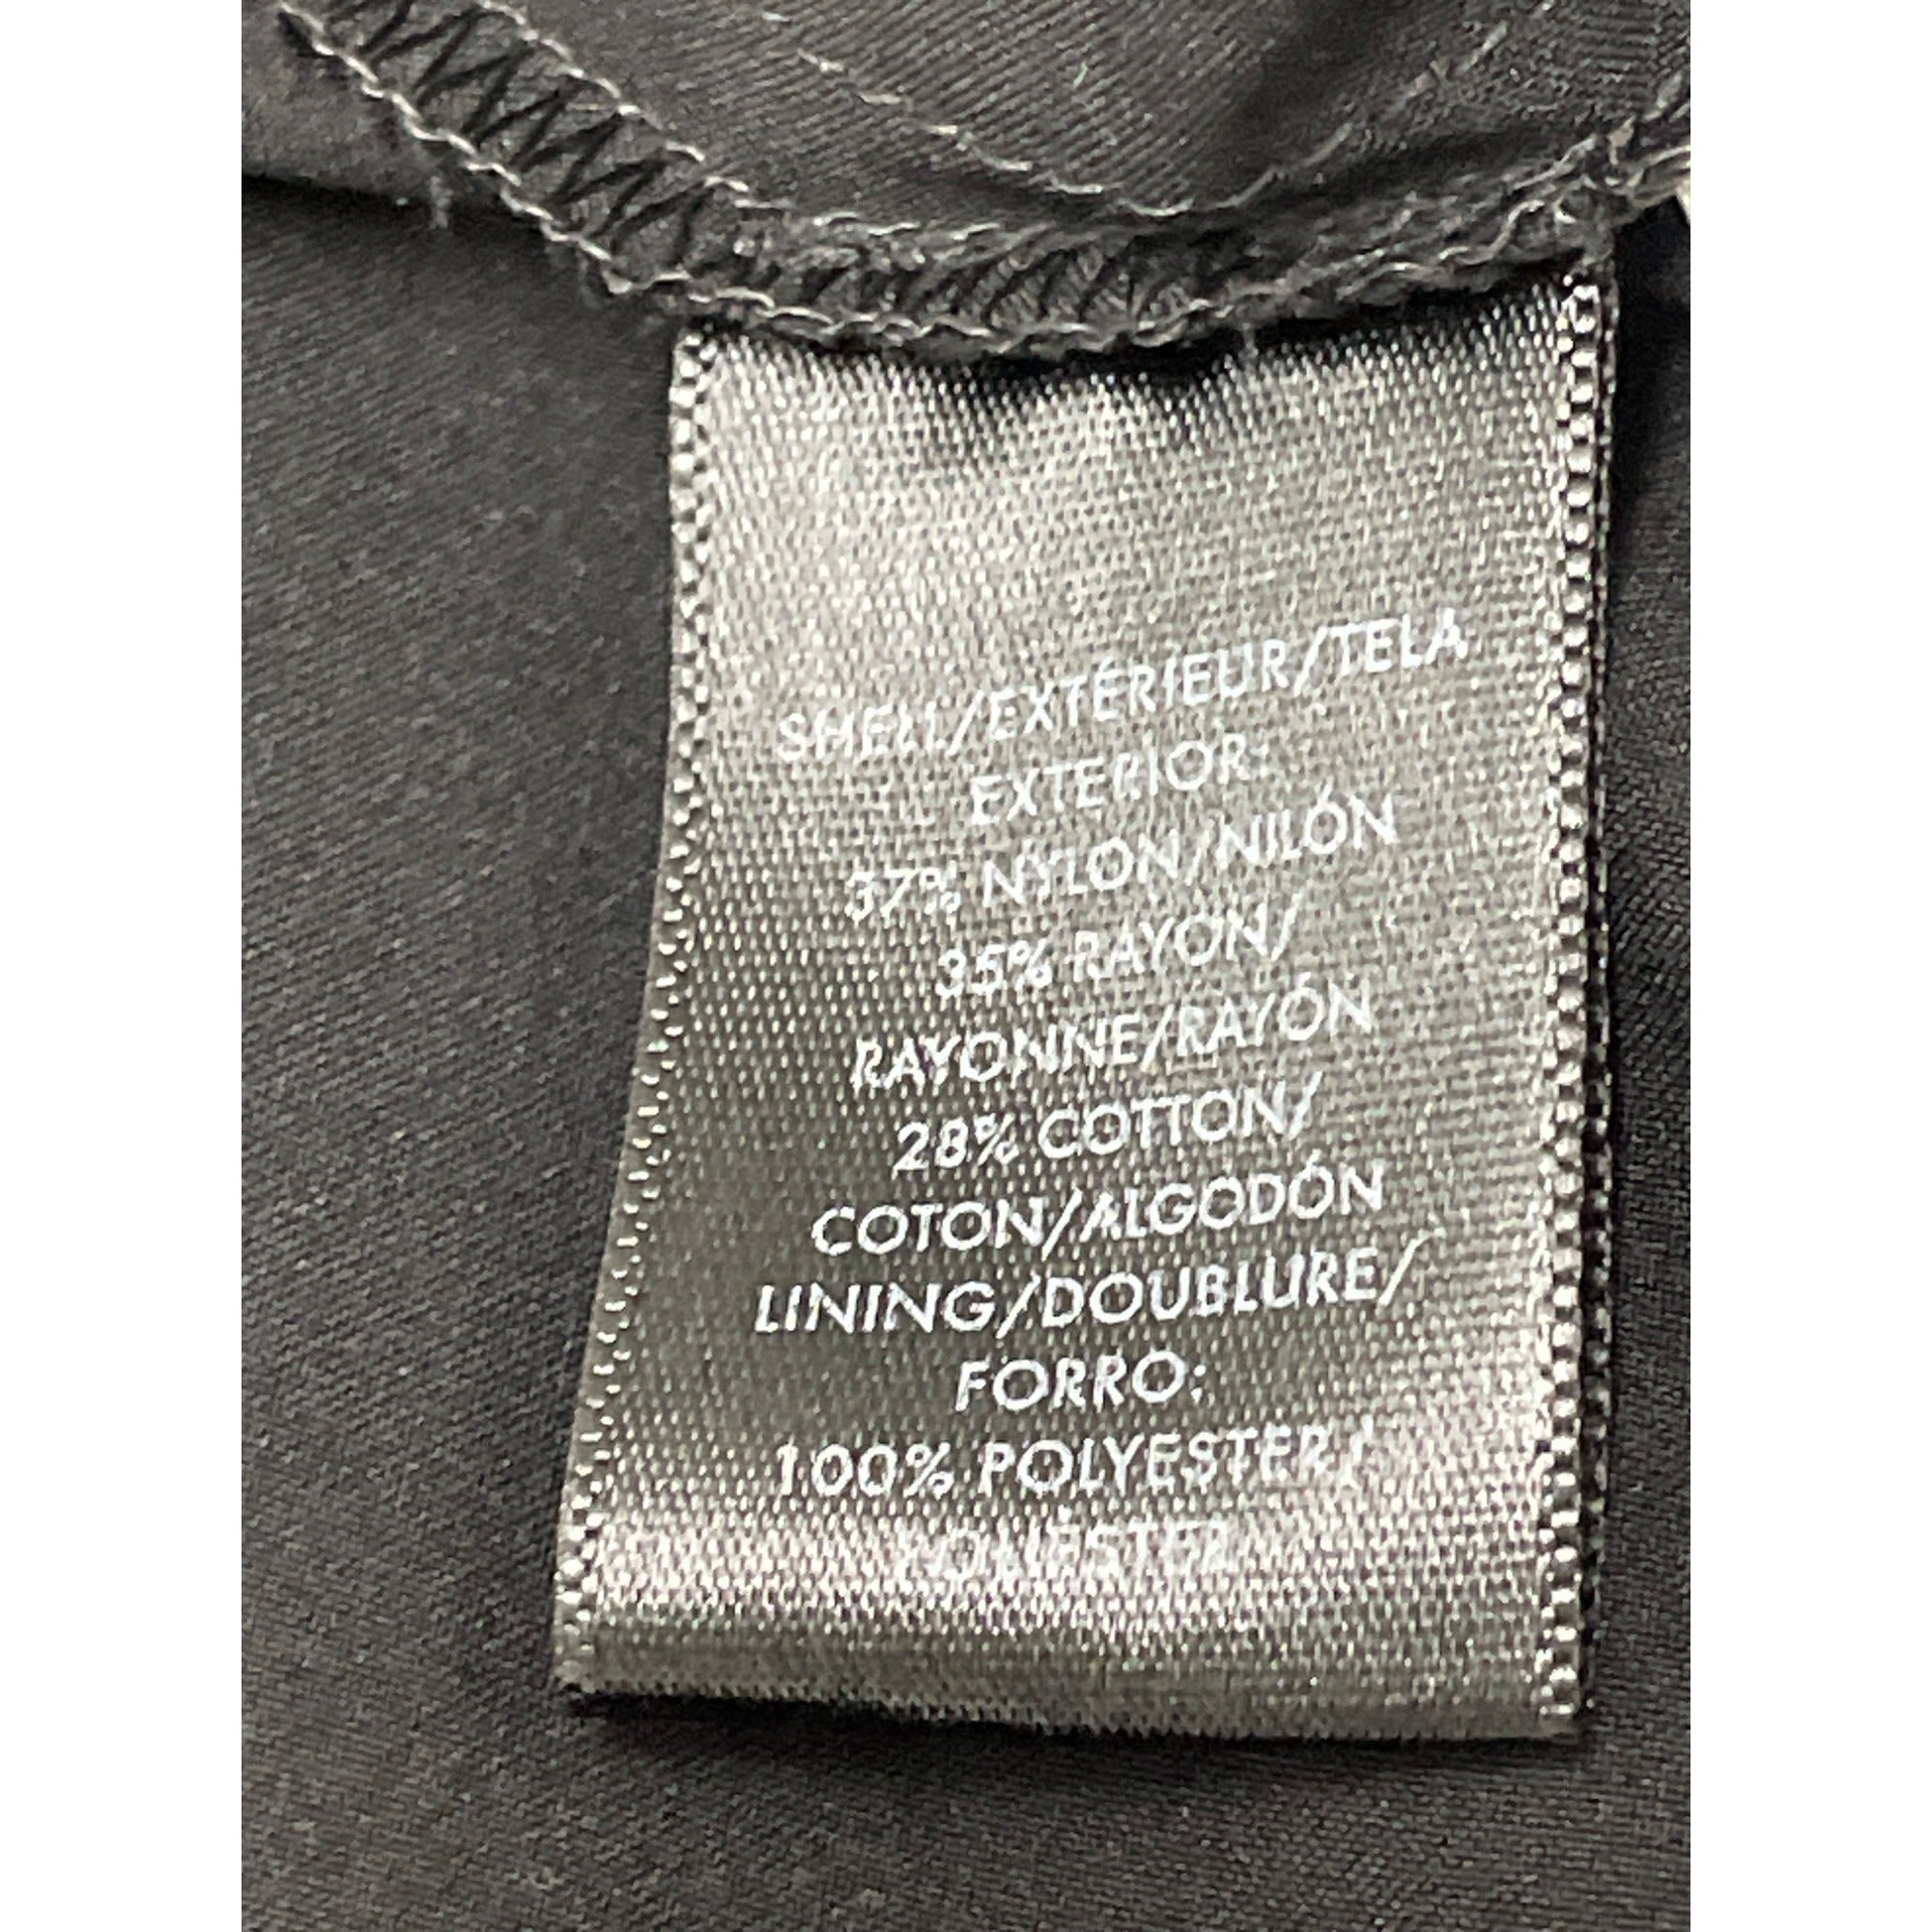 SHELL/EXTÉRIEUR/TELA
EXTERIOR:
37% NYLON/NILÓN
35% RAYON/
RAYONNE/RAYÓN
28% COTTON/
COTON/ALGODÓN
LINING/DOUBLURE/
FORRO:
100% POLYESTER/
POLIÉSTER